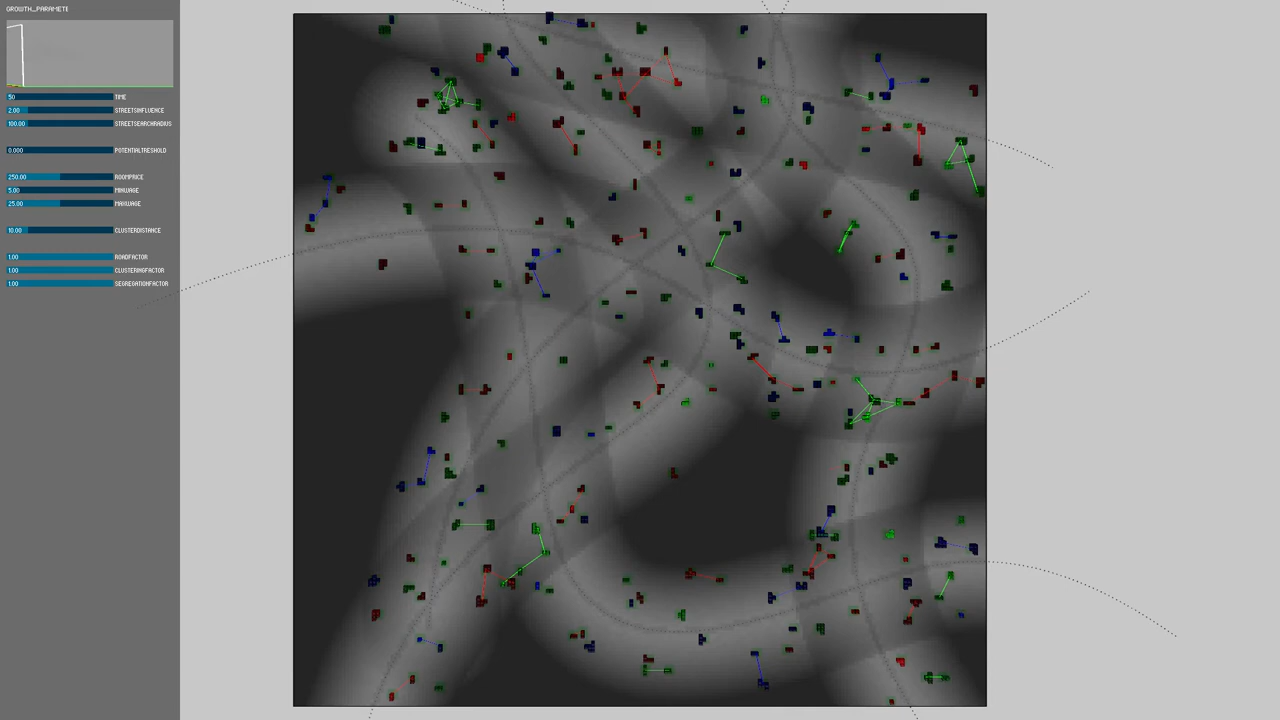 GROWTH_PARAMETE
50 TIME
2.00 STREETSINFLUENCE
100.00 STREETSEARCHRADIUS
0.000 POTENTIALTRESHOLD
250.00 ROOMPRICE
5.00 MINWAGE
25.00 MAXWAGE
10.00 CLUSTERDISTANCE
1.00 ROADFACTOR
1.00 CLUSTERINGFACTOR
1.00 SEGREGATIONFACTOR